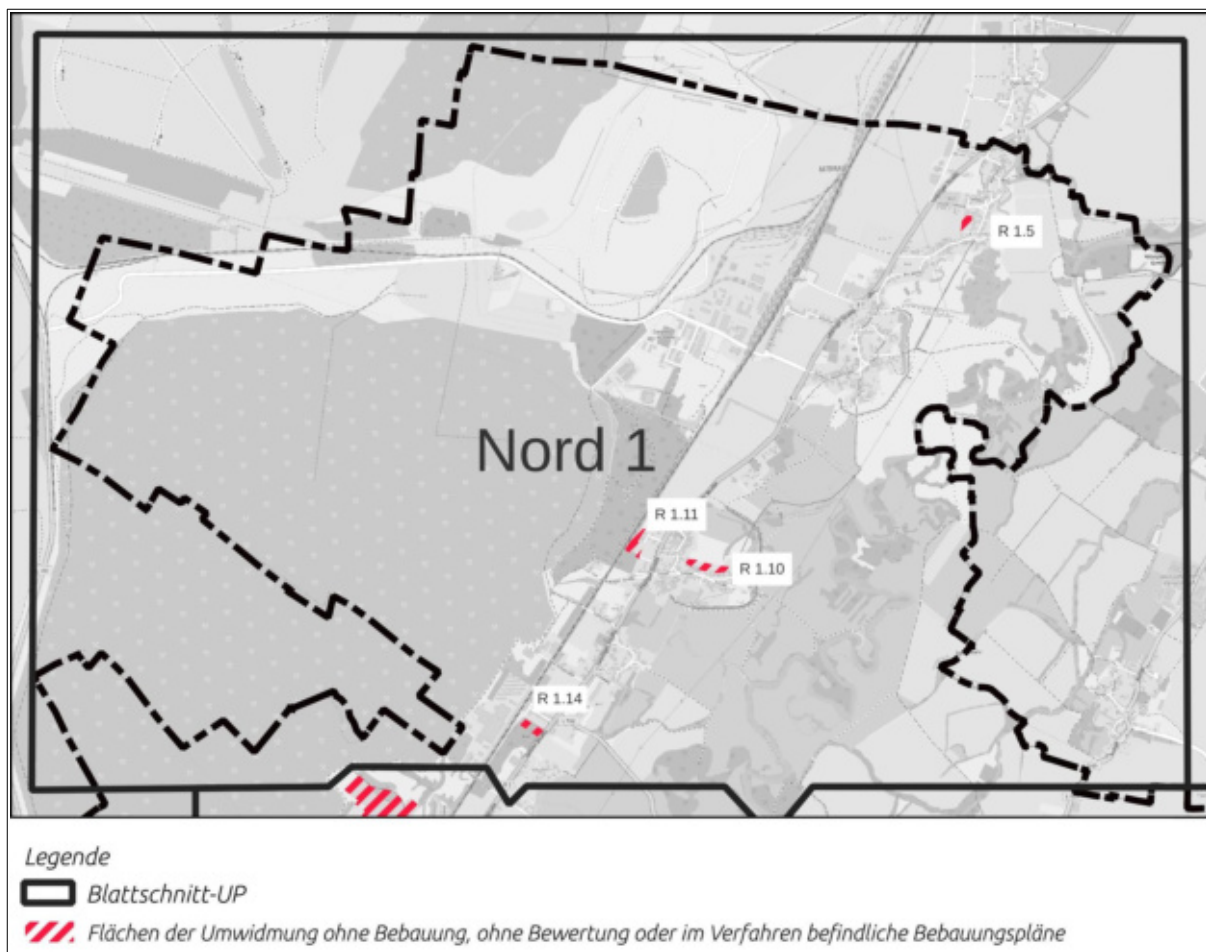 R 1.5
Nord 1
R 1.11
R 1.10
R 1.14
Legende
Blattschnitt-UP
Flächen der Umwidmung ohne Bebauung, ohne Bewertung oder im Verfahren befindliche Bebauungspläne